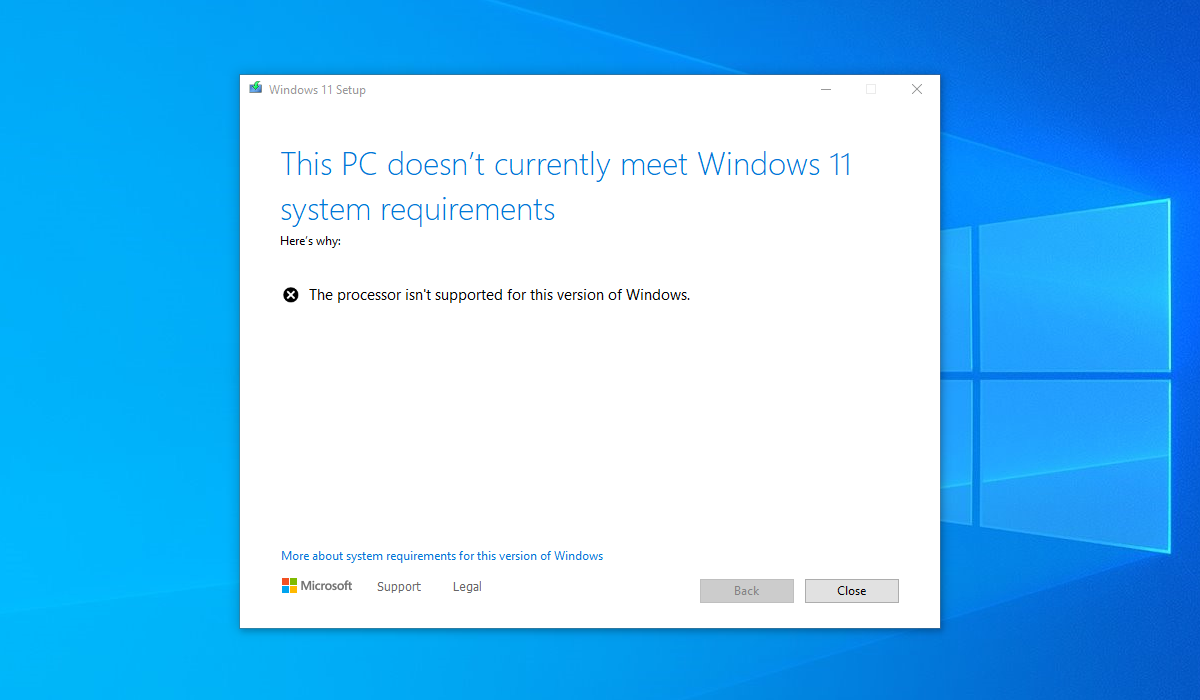 Windows 11 Setup
This PC doesn’t currently meet Windows 11
system requirements
Here’s why:
The processor isn't supported for this version of Windows.
More about system requirements for this version of Windows
Microsoft Support Legal
Back Close